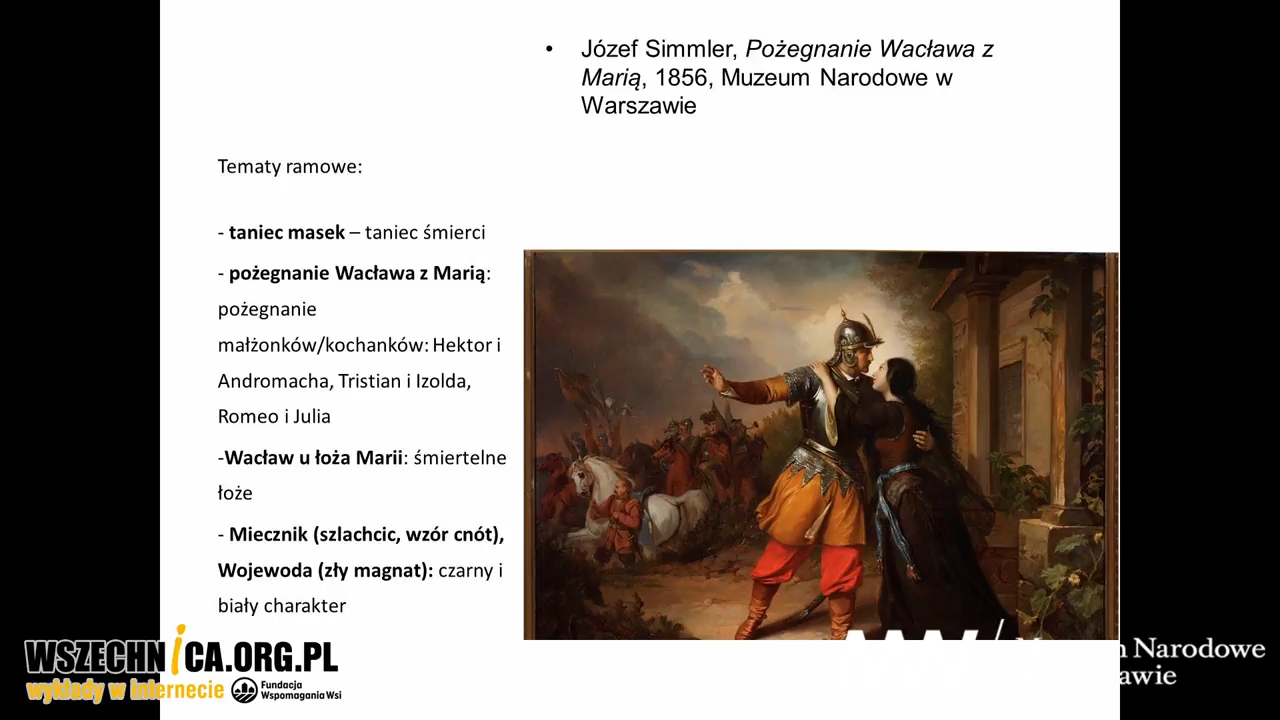 • Józef Simmler, Pożegnanie Wacława z
Marią, 1856, Muzeum Narodowe w
Warszawie
Tematy ramowe:
- taniec masek – taniec śmierci
- pożegnanie Wacława z Marią:
pożegnanie
małżonków/kochanków: Hektor i
Andromacha, Tristian i Izolda,
Romeo i Julia
-Wacław u łoża Marii: śmiertelne
łoże
- Miecznik (szlachcic, wzór cnót),
Wojewoda (zły magnat): czarny i
biały charakter
WSZECHNiCA.ORG.PL
wykłady w internecie
Fundacja
Wspomagania Wsi
Narodowe